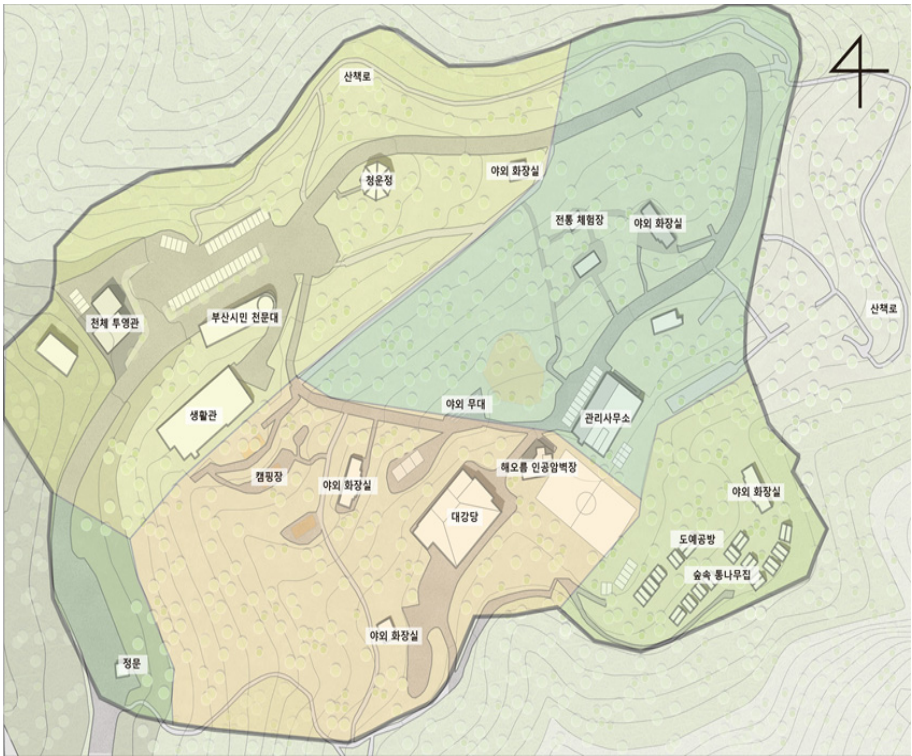 산책로
야외 화장실
청운정
전통 체험장
야외 화장실
산책로
천체 투영관
부산시민 천문대
생활관
야외 무대
관리사무소
해오름 인공암벽장
캠핑장
야외 화장실
대강당
야외 화장실
도예공방
숲속 통나무집
야외 화장실
정문